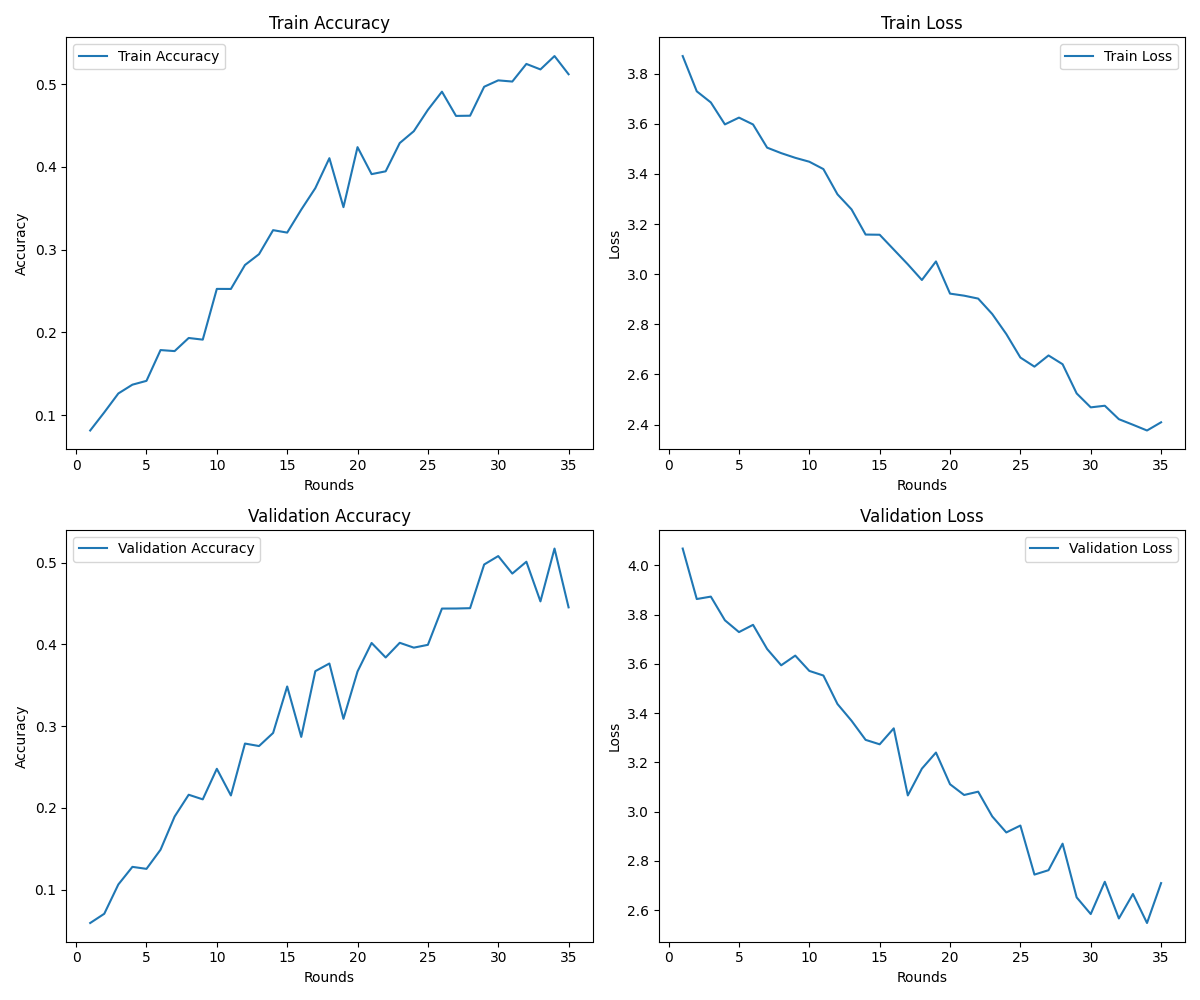 Train Accuracy
Train Accuracy
0.5
0.4
0.3
0.2
0.1
Accuracy
0 5 10 15 20 25 30 35
Rounds
Train Loss
Train Loss
3.8
3.6
3.4
3.2
3.0
2.8
2.6
2.4
Loss
0 5 10 15 20 25 30 35
Rounds
Validation Accuracy
Validation Accuracy
0.5
0.4
0.3
0.2
0.1
Accuracy
0 5 10 15 20 25 30 35
Rounds
Validation Loss
Validation Loss
4.0
3.8
3.6
3.4
3.2
3.0
2.8
2.6
Loss
0 5 10 15 20 25 30 35
Rounds